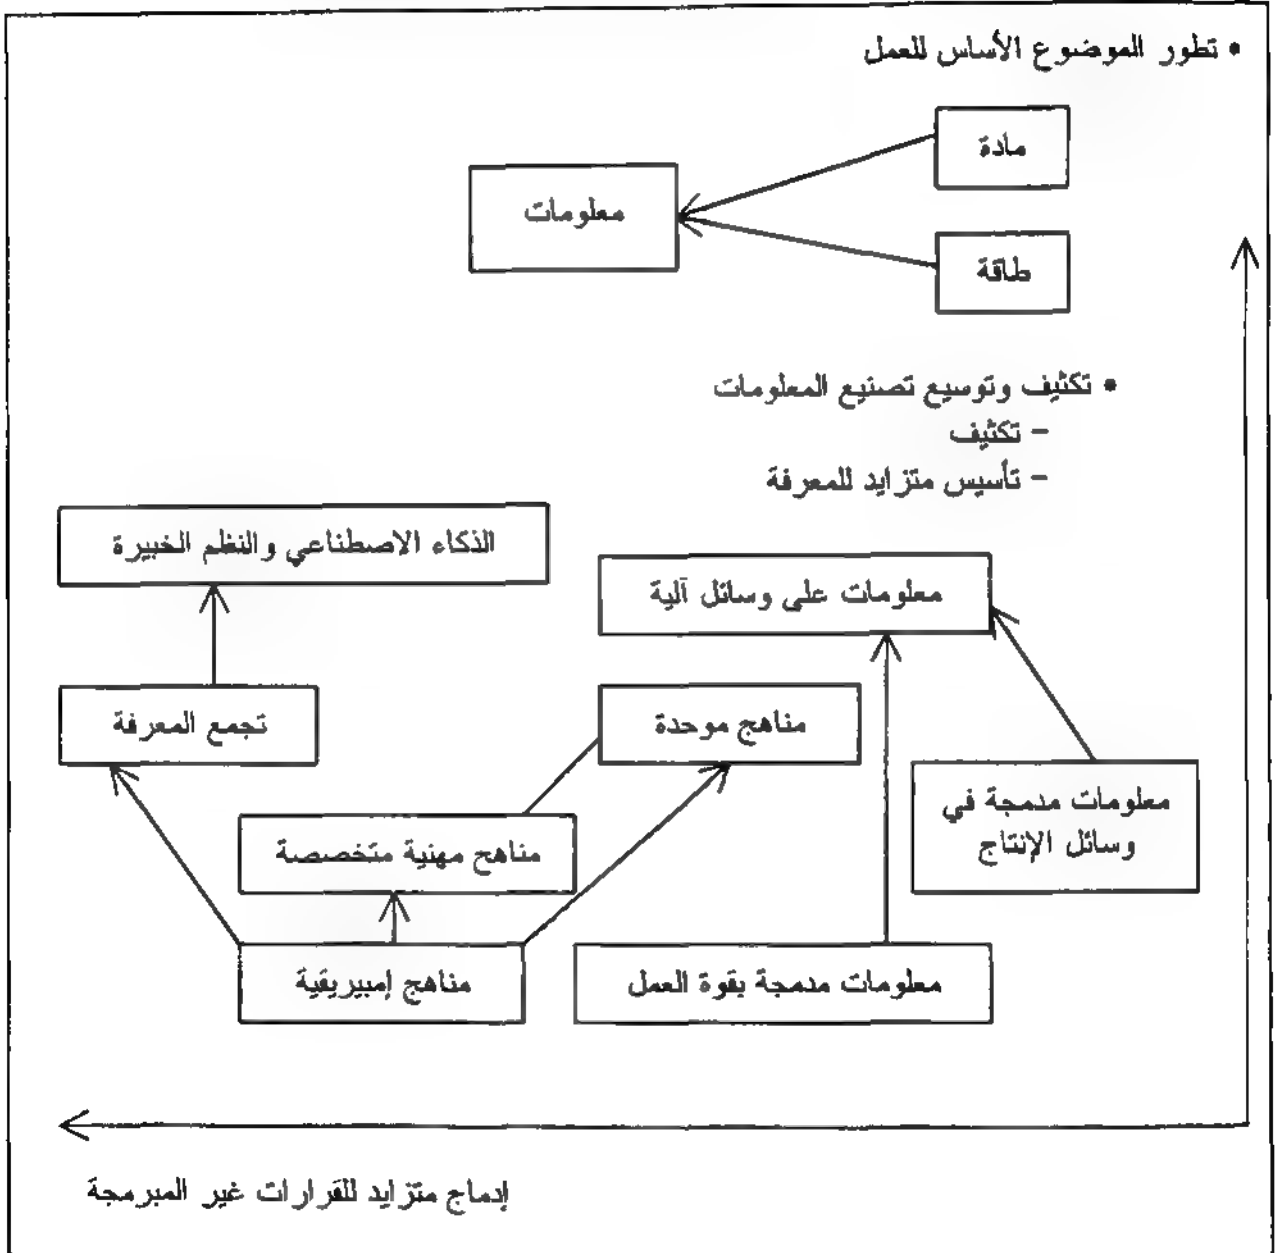 • تطور الموضوع الأساس للعمل
مادة
معلومات
طاقة
• تكثيف وتوسيع تصنيع المعلومات
– تكثيف
– تأسيس متزايد للمعرفة
الذكاء الاصطناعي والنظم الخبيرة
معلومات على وسائل آلية
مناهج موحدة
تجمع المعرفة
معلومات مدمجة في
وسائل الإنتاج
مناهح مهنية متخصصة
معلومات مدمجة بقوة العمل
مناهج إمبيريقية
إدماج متزايد للقرارات غير المبرمجة